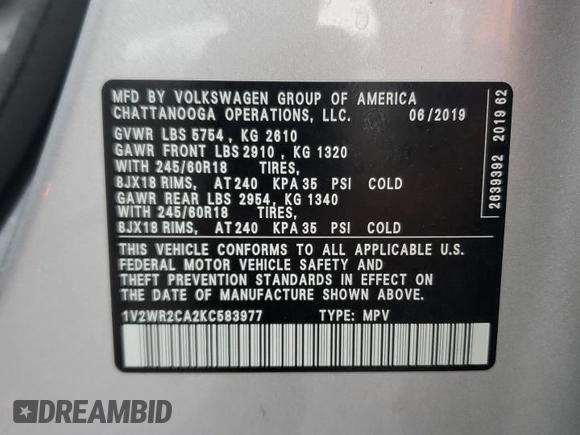 MFD BY VOLKSWAGEN GROUP OF AMERICA
CHATTANOOGA OPERATIONS, LLC. 06/2019
GVWR LBS 5754 , KG 2610
GAWR FRONT LBS 2910 , KG 1320
WITH 245/60R18 TIRES,
8JX18 RIMS, AT 240 KPA 35 PSI COLD
GAWR REAR LBS 2954, KG 1340
WITH 245/60R18 TIRES,
8JX18 RIMS, AT 240 KPA 35 PSI COLD
THIS VEHICLE CONFORMS TO ALL APPLICABLE U.S.
FEDERAL MOTOR VEHICLE SAFETY AND
THEFT PREVENTION STANDARDS IN EFFECT ON
THE DATE OF MANUFACTURE SHOWN ABOVE.
1V2WR2CA2KC583977 TYPE: MPV
2639392 2019 62
DREAMBID